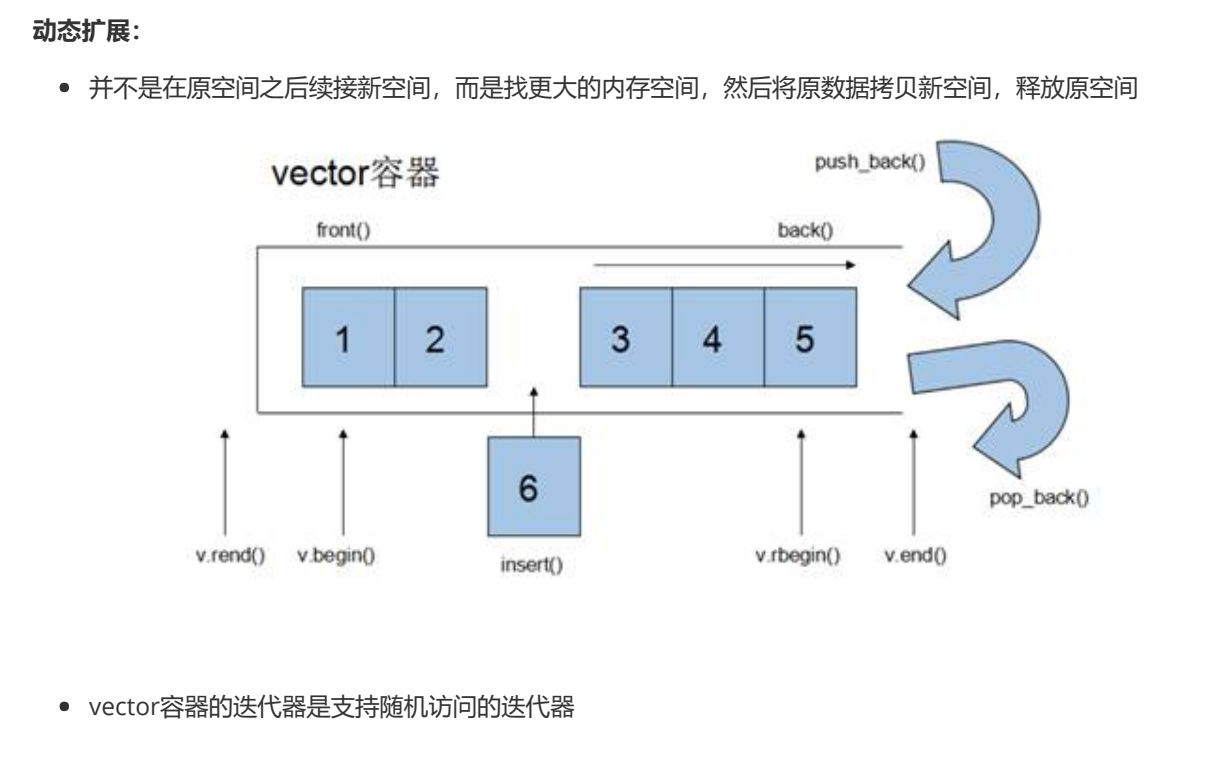 动态扩展：
并不是在原空间之后续接新空间，而是找更大的内存空间，然后将原数据拷贝新空间，释放原空间
vector容器
push_back()
front()
back()
1 2 3 4 5
6
pop_back()
v.rend() v.begin() insert() v.rbegin() v.end()
vector容器的迭代器是支持随机访问的迭代器